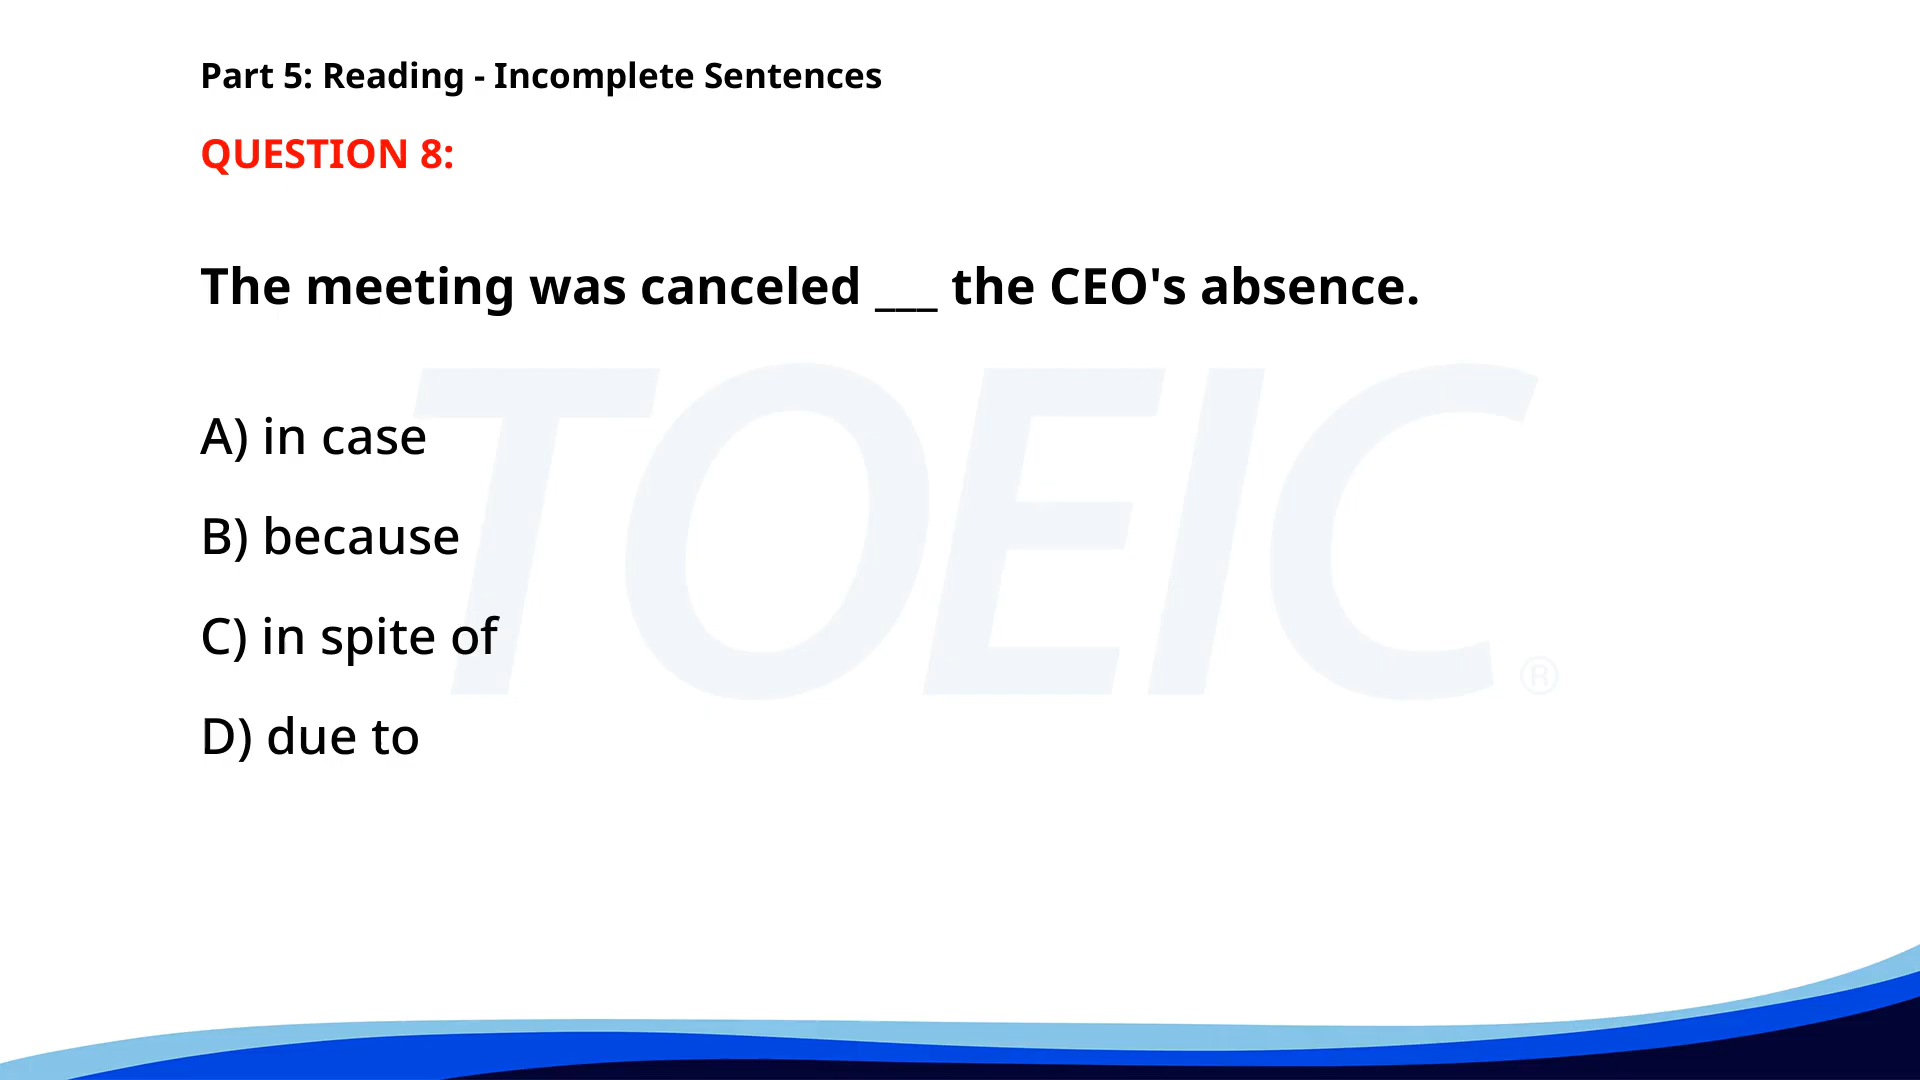 Part 5: Reading - Incomplete Sentences
QUESTION 8:
The meeting was canceled ___ the CEO's absence.
TOEIC®
A) in case
B) because
C) in spite of
D) due to